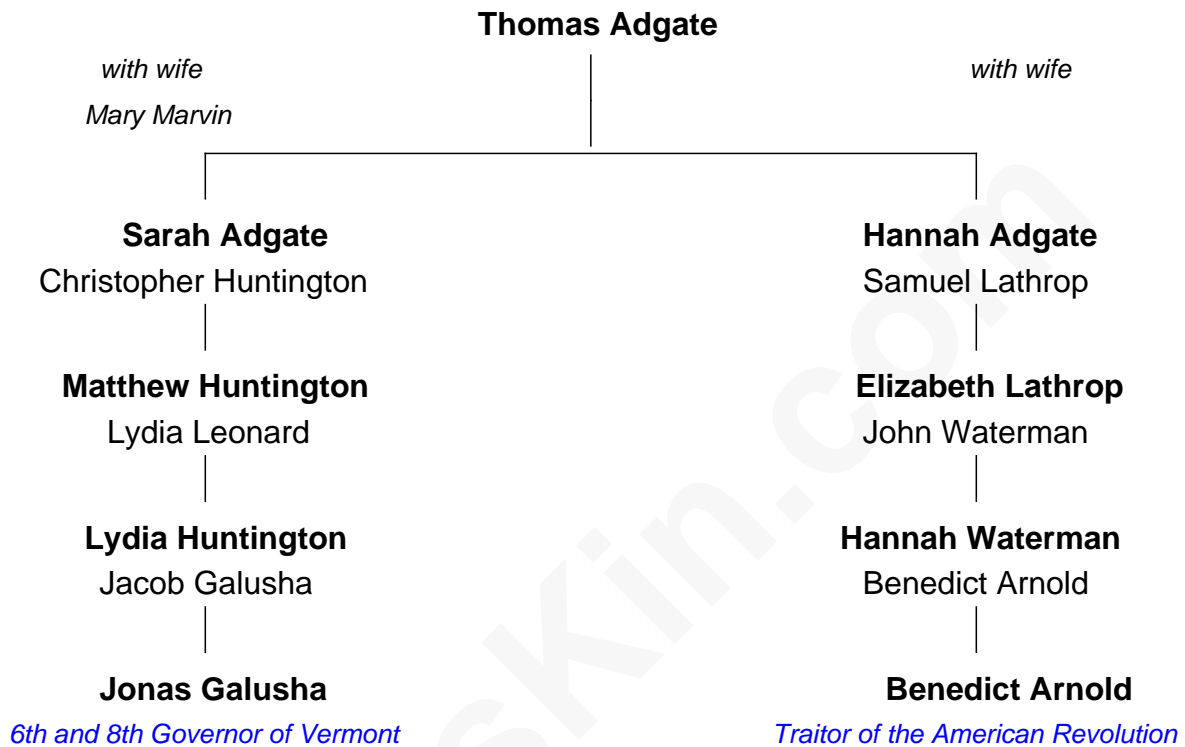 Thomas Adgate
with wife
Mary Marvin
with wife
Sarah Adgate
Christopher Huntington
Hannah Adgate
Samuel Lathrop
Matthew Huntington
Lydia Leonard
Elizabeth Lathrop
John Waterman
Lydia Huntington
Jacob Galusha
Hannah Waterman
Benedict Arnold
Jonas Galusha
6th and 8th Governor of Vermont
Benedict Arnold
Traitor of the American Revolution
sKin.com